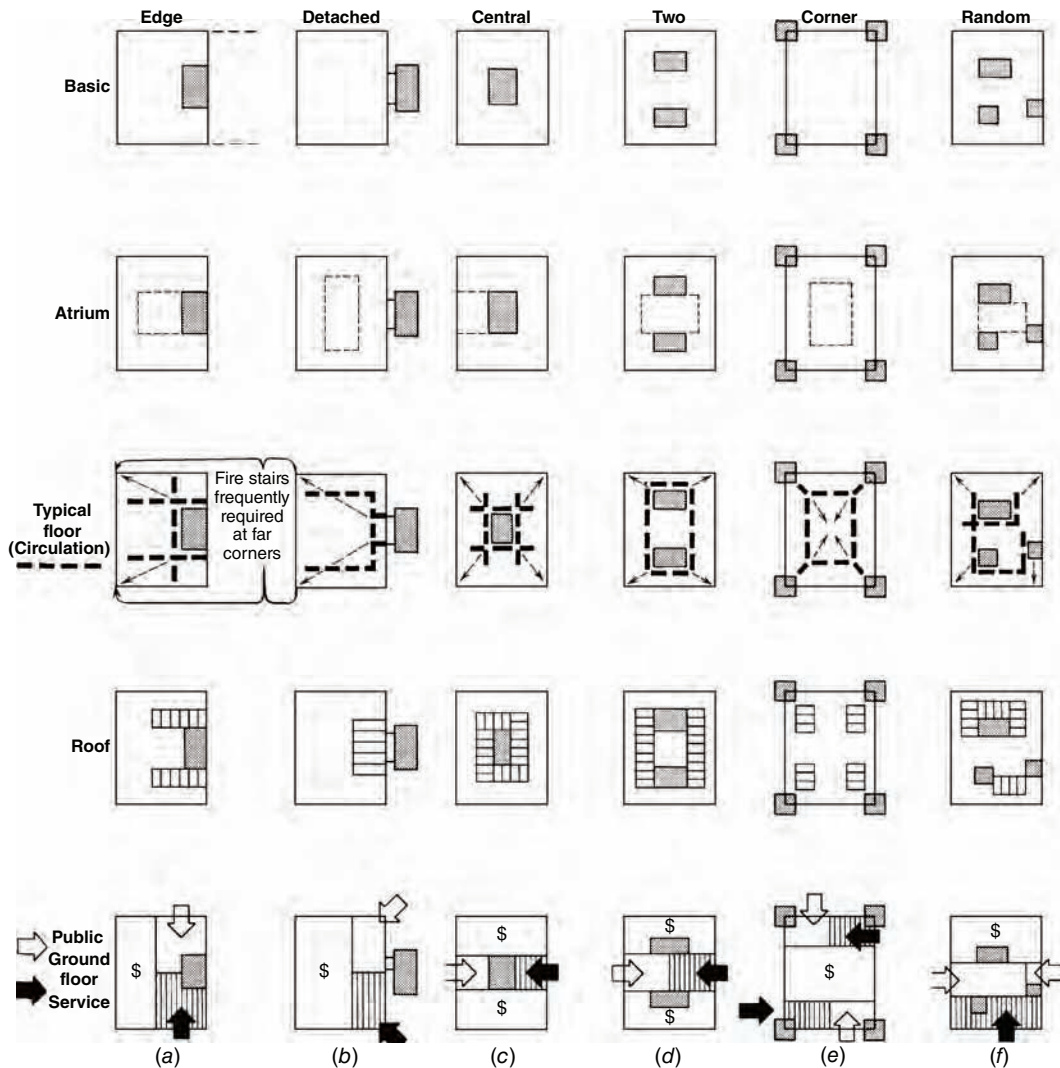 Edge Detached Central Two Corner Random
Basic
Atrium
Typical
floor
(Circulation)
Fire stairs
frequently
required
at far
corners
Roof
Public
Ground
floor
Service
$ $ $ $ $ $ $ $
(a) (b) (c) (d) (e) (f)